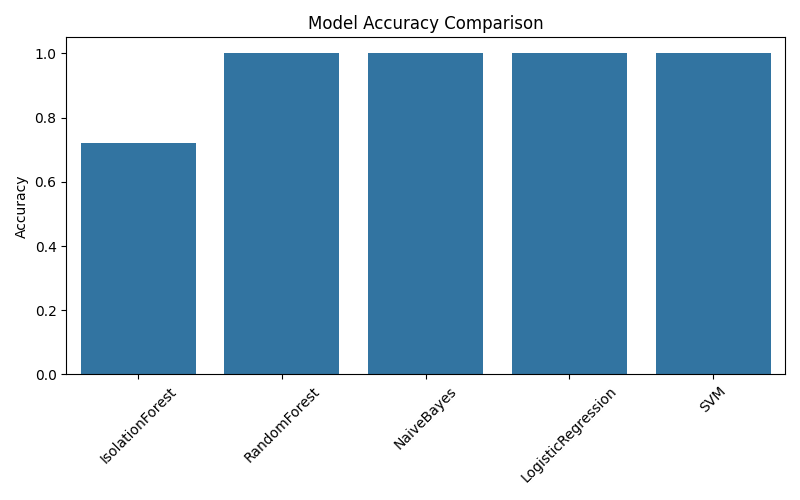 Model Accuracy Comparison
Accuracy
1.0
0.8
0.6
0.4
0.2
0.0
IsolationForest
RandomForest
NaiveBayes
LogisticRegression
SVM